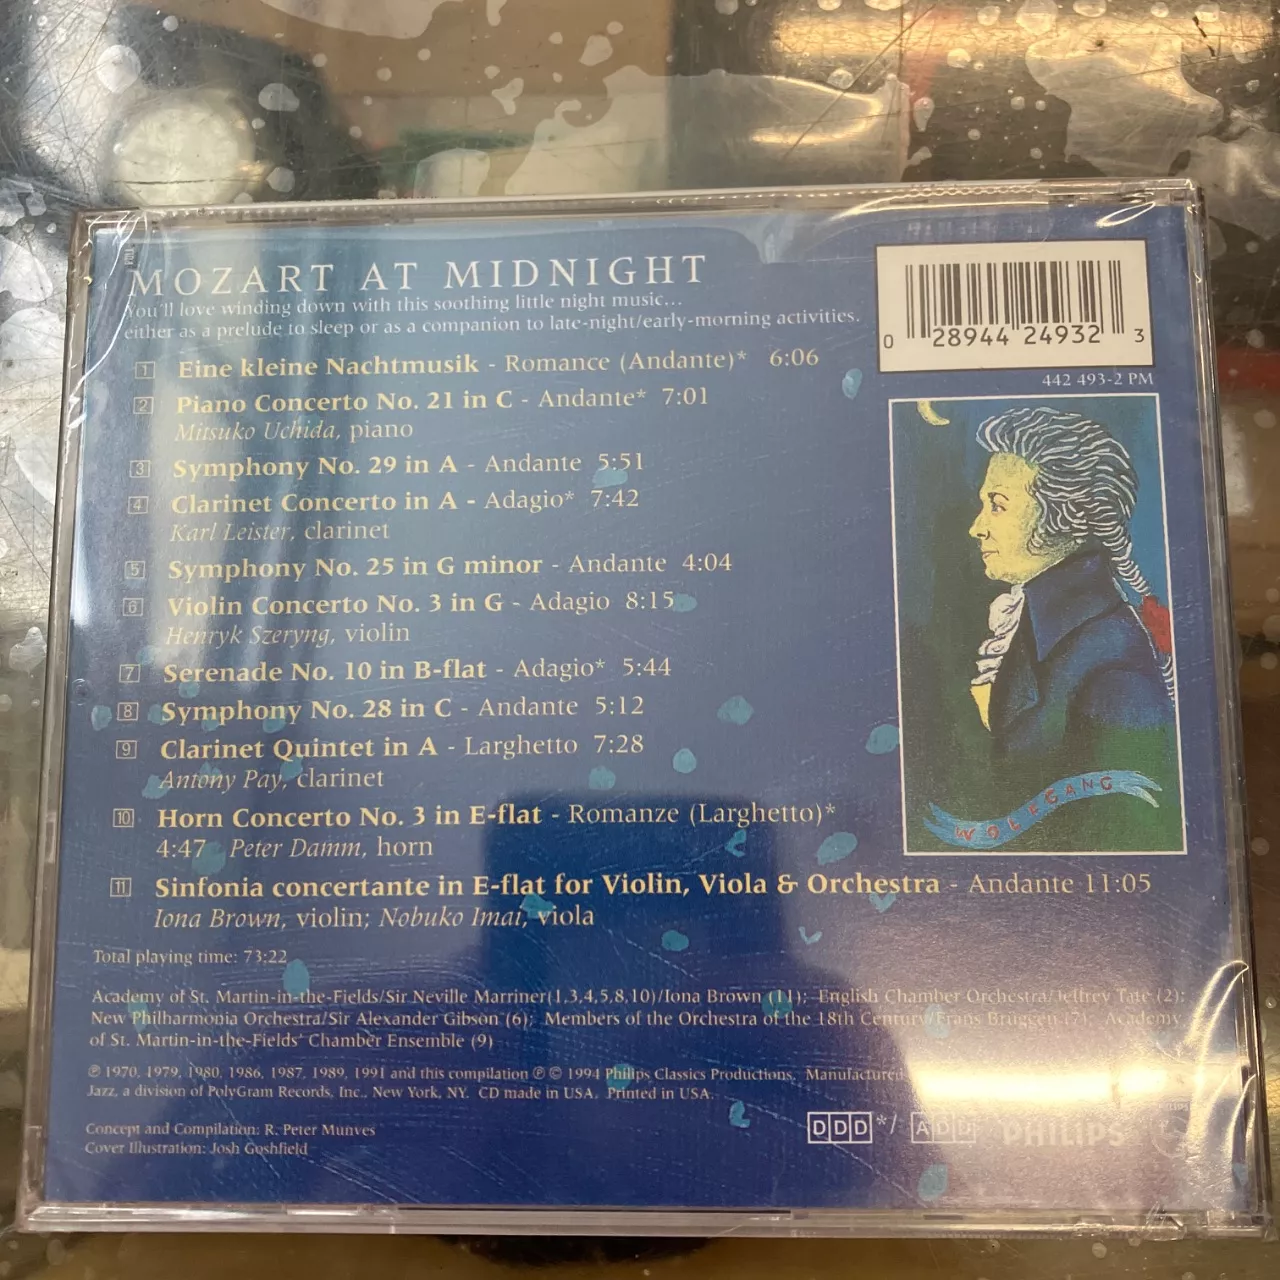 MOZART AT MIDNIGHT
You'll love winding down with this soothing little night music...
either as a prelude to sleep or as a companion to late-night/early-morning activities.
1 Eine kleine Nachtmusik - Romance (Andante)* 6:06
2 Piano Concerto No. 21 in C - Andante* 7:01
Mitsuko Uchida, piano
3 Symphony No. 29 in A - Andante 5:51
4 Clarinet Concerto in A - Adagio* 7:42
Karl Leister, clarinet
5 Symphony No. 25 in G minor - Andante 4:04
6 Violin Concerto No. 3 in G - Adagio 8:15
Henryk Szeryng, violin
7 Serenade No. 10 in B-flat - Adagio* 5:44
8 Symphony No. 28 in C - Andante 5:12
9 Clarinet Quintet in A - Larghetto 7:28
Antony Pay, clarinet
10 Horn Concerto No. 3 in E-flat - Romanze (Larghetto)*
4:47 Peter Damm, horn
11 Sinfonia concertante in E-flat for Violin, Viola & Orchestra - Andante 11:05
Iona Brown, violin; Nobuko Imai, viola
Total playing time: 73:22
Academy of St. Martin-in-the-Fields/Sir Neville Marriner(1,3,4,5,8,10)/Iona Brown (11); English Chamber Orchestra/Jeffrey Tate (2);
New Philharmonia Orchestra/Sir Alexander Gibson (6); Members of the Orchestra of the 18th Century/Frans Brüggen (7); Academy
of St. Martin-in-the-Fields' Chamber Ensemble (9)
℗ 1970, 1979, 1980, 1986, 1987, 1989, 1991 and this compilation ℗ © 1994 Philips Classics Productions. Manufactured
Jazz, a division of PolyGram Records, Inc., New York, NY. CD made in USA. Printed in USA.
Concept and Compilation: R. Peter Munves
Cover Illustration: Josh Goshfield
0 28944 24932 3
442 493-2 PM
WOLFGANG
DDD*/ADD PHILIPS